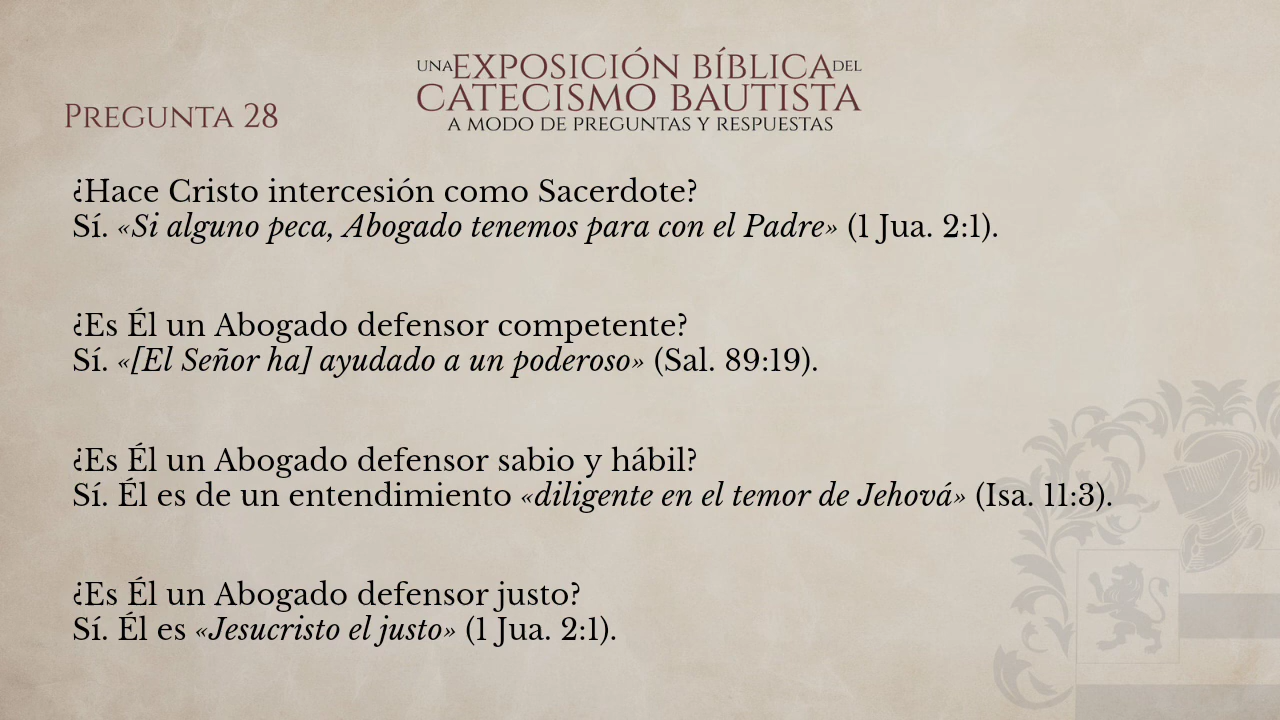 UNA EXPOSICIÓN BÍBLICA DEL
CATECISMO BAUTISTA
A MODO DE PREGUNTAS Y RESPUESTAS
PREGUNTA 28
¿Hace Cristo intercesión como Sacerdote?
Sí. «Si alguno peca, Abogado tenemos para con el Padre» (1 Jua. 2:1).
¿Es Él un Abogado defensor competente?
Sí. «[El Señor ha] ayudado a un poderoso» (Sal. 89:19).
¿Es Él un Abogado defensor sabio y hábil?
Sí. Él es de un entendimiento «diligente en el temor de Jehová» (Isa. 11:3).
¿Es Él un Abogado defensor justo?
Sí. Él es «Jesucristo el justo» (1 Jua. 2:1).